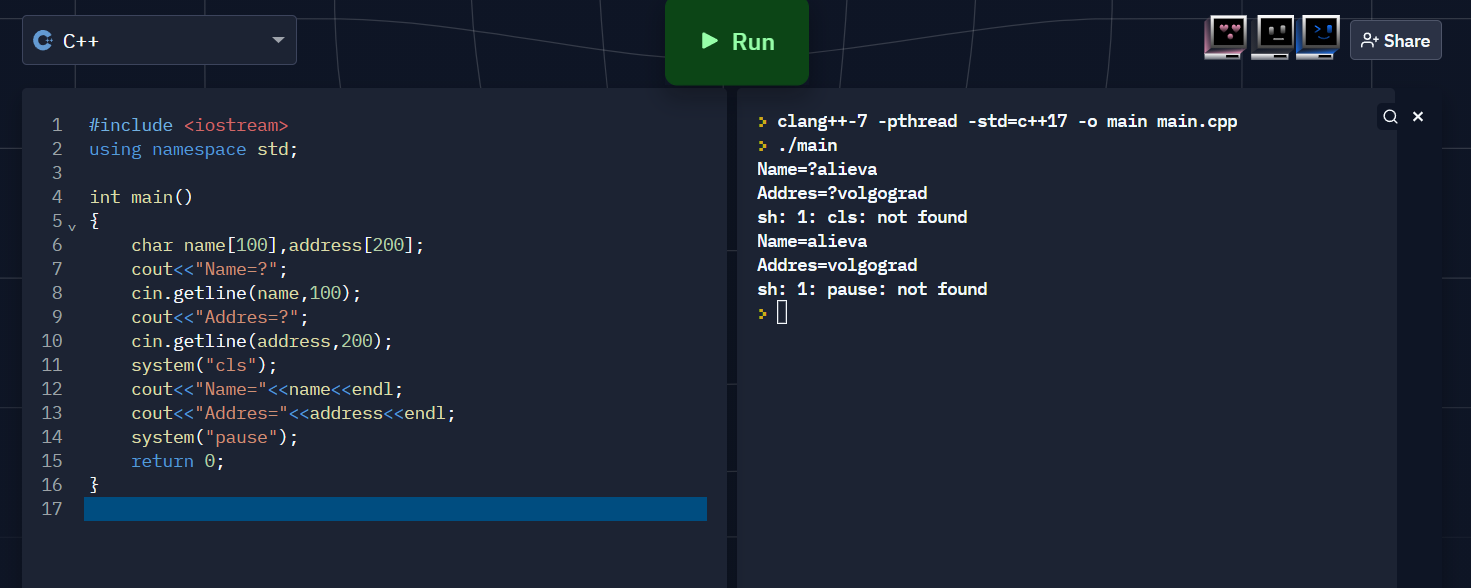 C++
Run
Share
1 #include <iostream>
2 using namespace std;
3
4 int main()
5 {
6     char name[100],address[200];
7     cout<<"Name=?";
8     cin.getline(name,100);
9     cout<<"Addres=?";
10     cin.getline(address,200);
11     system("cls");
12     cout<<"Name="<<name<<endl;
13     cout<<"Addres="<<address<<endl;
14     system("pause");
15     return 0;
16 }
17
> clang++-7 -pthread -std=c++17 -o main main.cpp
> ./main
Name=?alieva
Addres=?volgograd
sh: 1: cls: not found
Name=alieva
Addres=volgograd
sh: 1: pause: not found
>